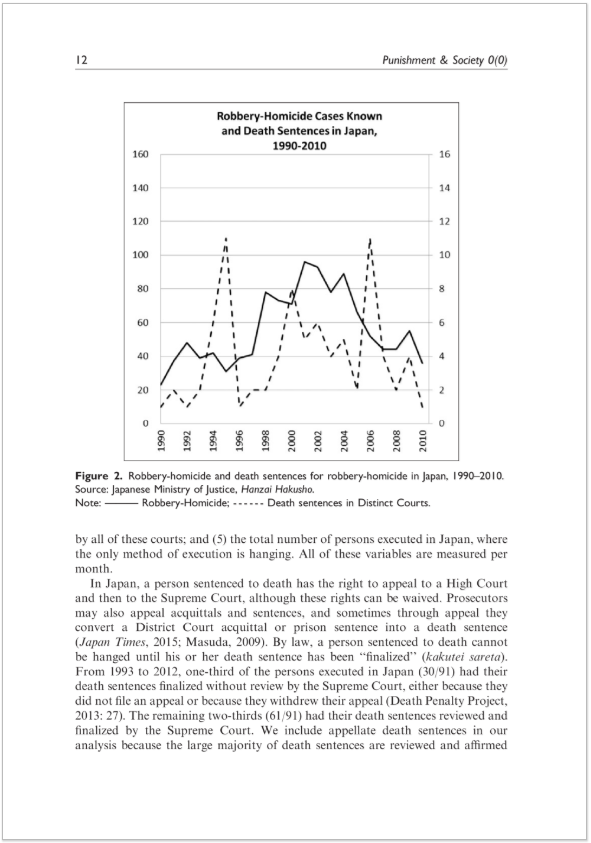 12
Punishment & Society 0(0)
Robbery-Homicide Cases Known
and Death Sentences in Japan,
1990-2010
160
140
120
100
80
60
40
20
0
16
14
12
10
8
6
4
2
0
1990
1992
1994
1996
1998
2000
2002
2004
2006
2008
2010
Figure 2. Robbery-homicide and death sentences for robbery-homicide in Japan, 1990–2010.
Source: Japanese Ministry of Justice, Hanzai Hakusho.
Note: ——— Robbery-Homicide; ------ Death sentences in Distinct Courts.
by all of these courts; and (5) the total number of persons executed in Japan, where
the only method of execution is hanging. All of these variables are measured per
month.
In Japan, a person sentenced to death has the right to appeal to a High Court
and then to the Supreme Court, although these rights can be waived. Prosecutors
may also appeal acquittals and sentences, and sometimes through appeal they
convert a District Court acquittal or prison sentence into a death sentence
(Japan Times, 2015; Masuda, 2009). By law, a person sentenced to death cannot
be hanged until his or her death sentence has been “finalized” (kakutei sareta).
From 1993 to 2012, one-third of the persons executed in Japan (30/91) had their
death sentences finalized without review by the Supreme Court, either because they
did not file an appeal or because they withdrew their appeal (Death Penalty Project,
2013: 27). The remaining two-thirds (61/91) had their death sentences reviewed and
finalized by the Supreme Court. We include appellate death sentences in our
analysis because the large majority of death sentences are reviewed and affirmed